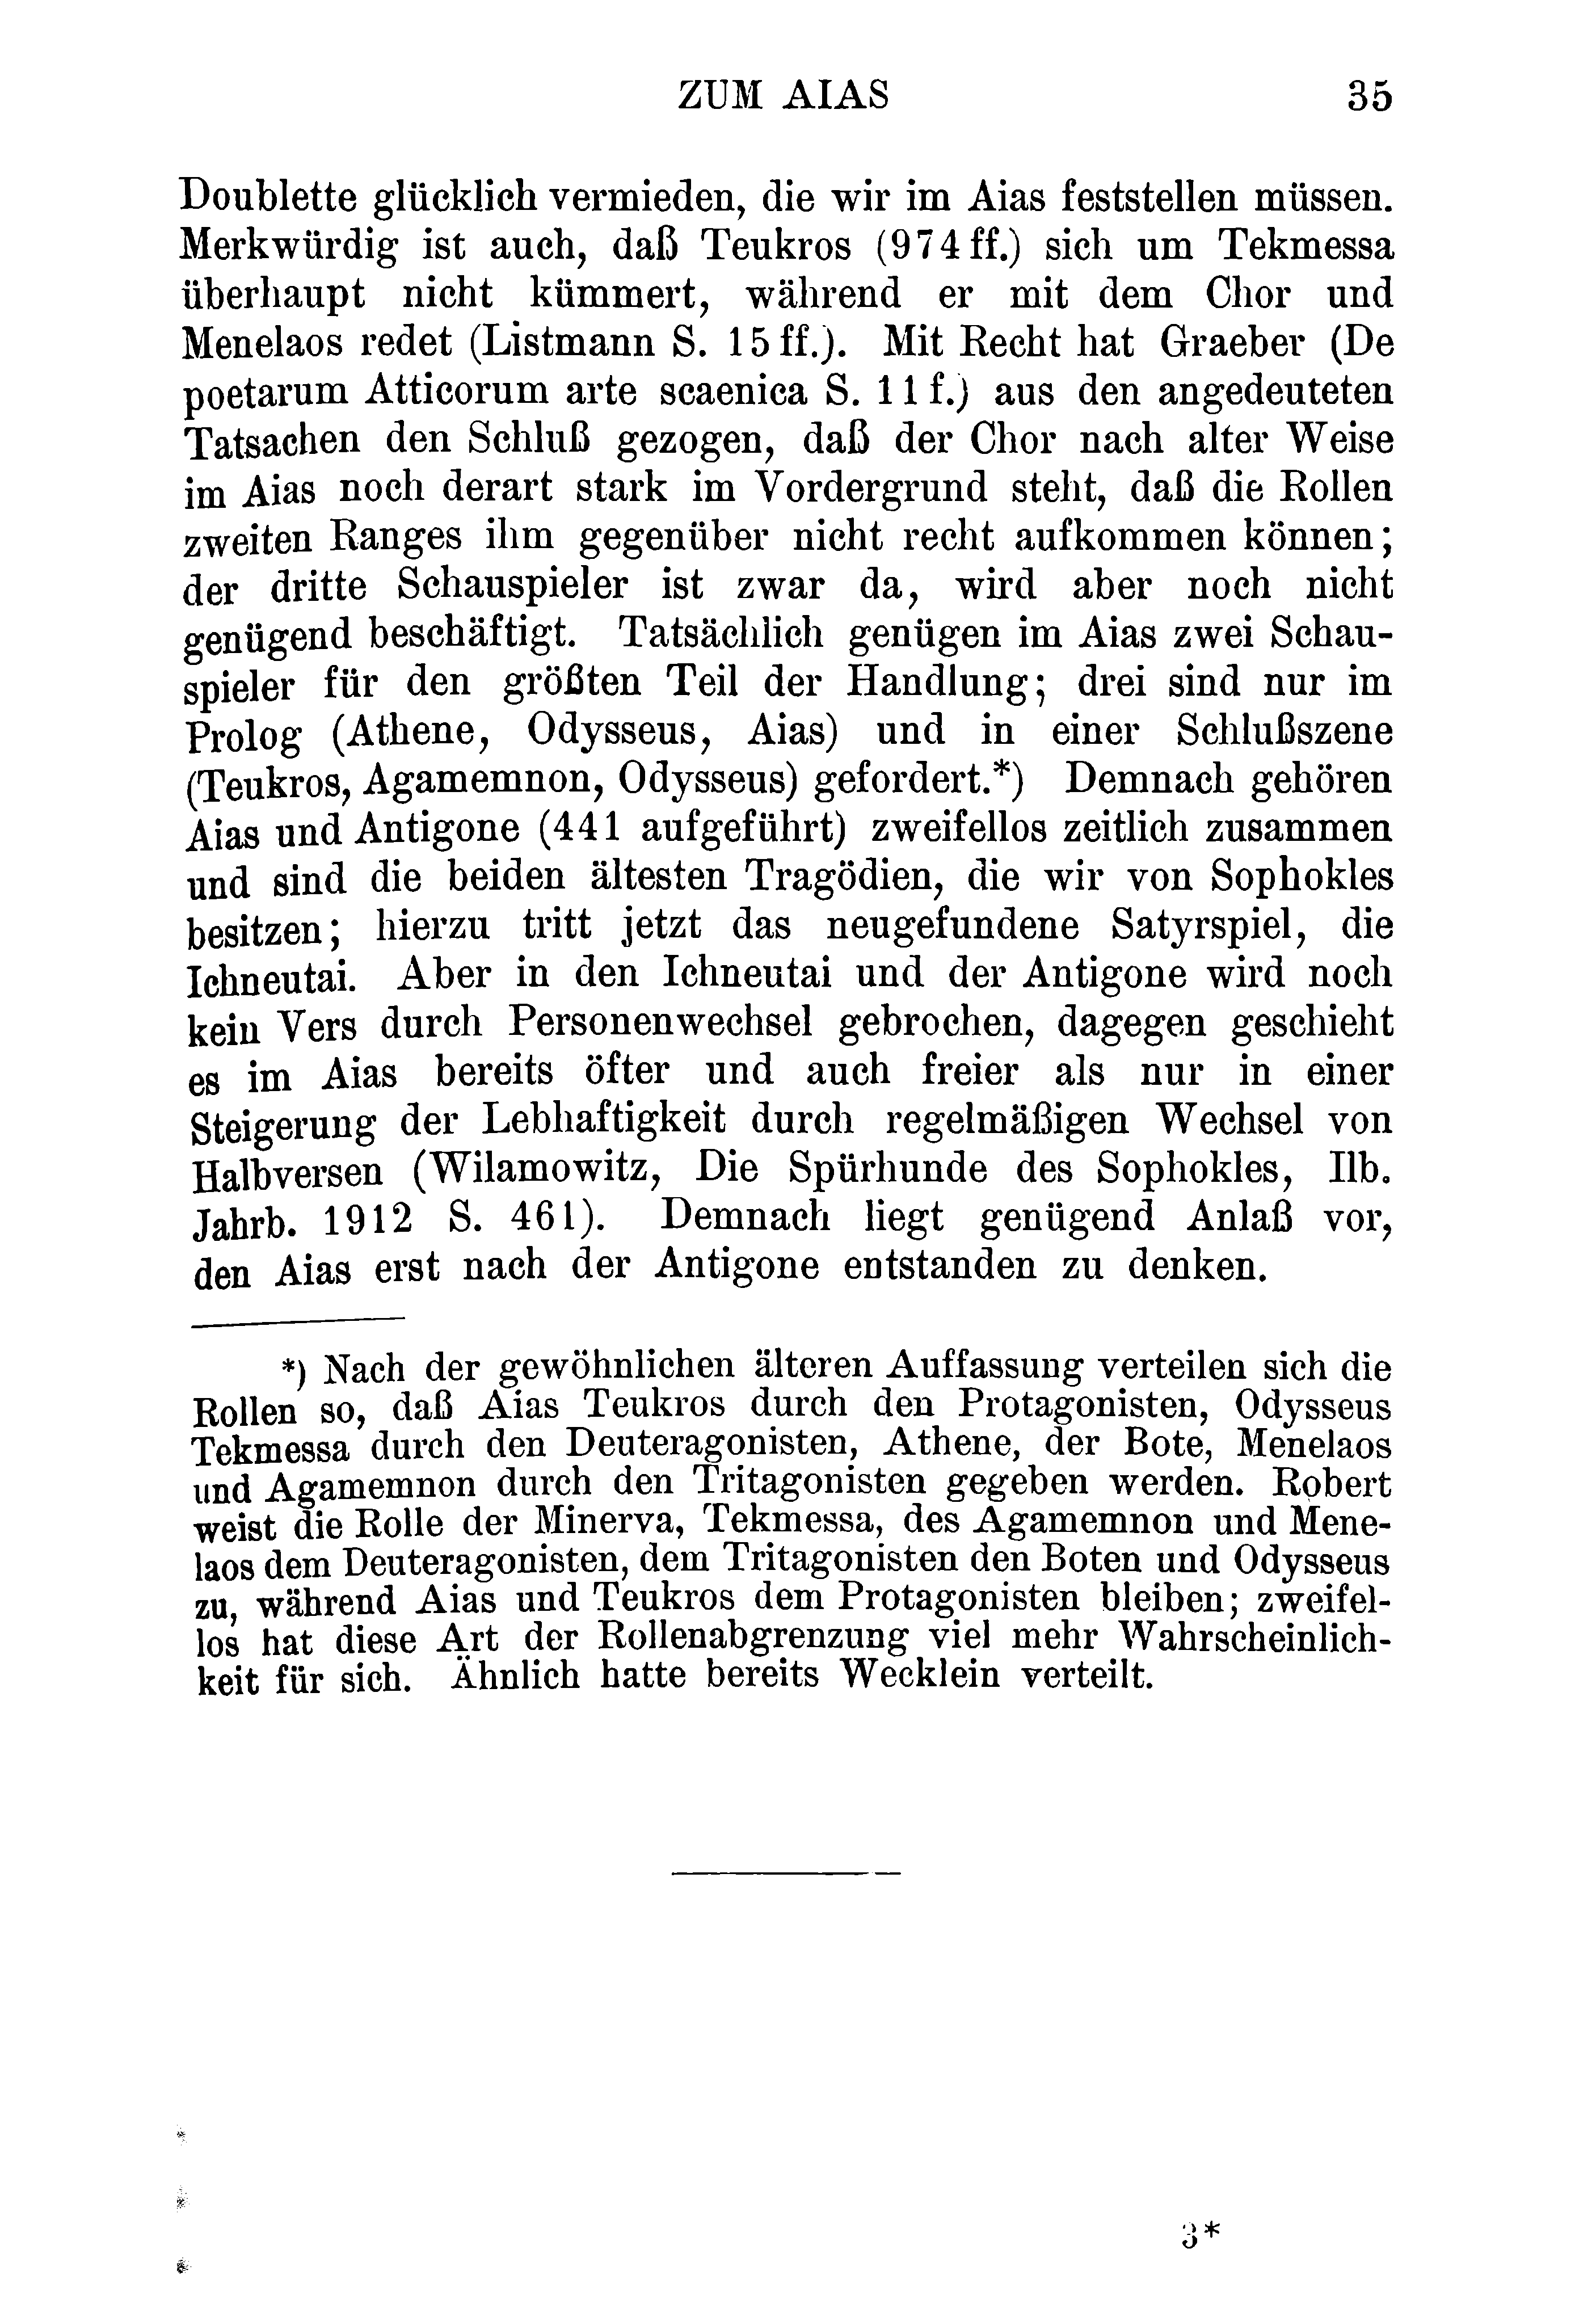 ZUM AIAS 35
Doublette glücklich vermieden, die wir im Aias feststellen müssen.
Merkwürdig ist auch, daß Teukros (974 ff.) sich um Tekmessa
überhaupt nicht kümmert, während er mit dem Chor und
Menelaos redet (Listmann S. 15 ff.). Mit Recht hat Graeber (De
poetarum Atticorum arte scaenica S. 11 f.) aus den angedeuteten
Tatsachen den Schluß gezogen, daß der Chor nach alter Weise
im Aias noch derart stark im Vordergrund steht, daß die Rollen
zweiten Ranges ihm gegenüber nicht recht aufkommen können;
der dritte Schauspieler ist zwar da, wird aber noch nicht
genügend beschäftigt. Tatsächlich genügen im Aias zwei Schau-
spieler für den größten Teil der Handlung; drei sind nur im
Prolog (Athene, Odysseus, Aias) und in einer Schlußszene
(Teukros, Agamemnon, Odysseus) gefordert.*) Demnach gehören
Aias und Antigone (441 aufgeführt) zweifellos zeitlich zusammen
und sind die beiden ältesten Tragödien, die wir von Sophokles
besitzen; hierzu tritt jetzt das neugefundene Satyrspiel, die
Ichneutai. Aber in den Ichneutai und der Antigone wird noch
kein Vers durch Personenwechsel gebrochen, dagegen geschieht
es im Aias bereits öfter und auch freier als nur in einer
Steigerung der Lebhaftigkeit durch regelmäßigen Wechsel von
Halbversen (Wilamowitz, Die Spürhunde des Sophokles, Ilb.
Jahrb. 1912 S. 461). Demnach liegt genügend Anlaß vor,
den Aias erst nach der Antigone entstanden zu denken.
*) Nach der gewöhnlichen älteren Auffassung verteilen sich die
Rollen so, daß Aias Teukros durch den Protagonisten, Odysseus
Tekmessa durch den Deuteragonisten, Athene, der Bote, Menelaos
und Agamemnon durch den Tritagonisten gegeben werden. Robert
weist die Rolle der Minerva, Tekmessa, des Agamemnon und Mene-
laos dem Deuteragonisten, dem Tritagonisten den Boten und Odysseus
zu, während Aias und Teukros dem Protagonisten bleiben; zweifel-
los hat diese Art der Rollenabgrenzung viel mehr Wahrscheinlich-
keit für sich. Ähnlich hatte bereits Wecklein verteilt.
3*